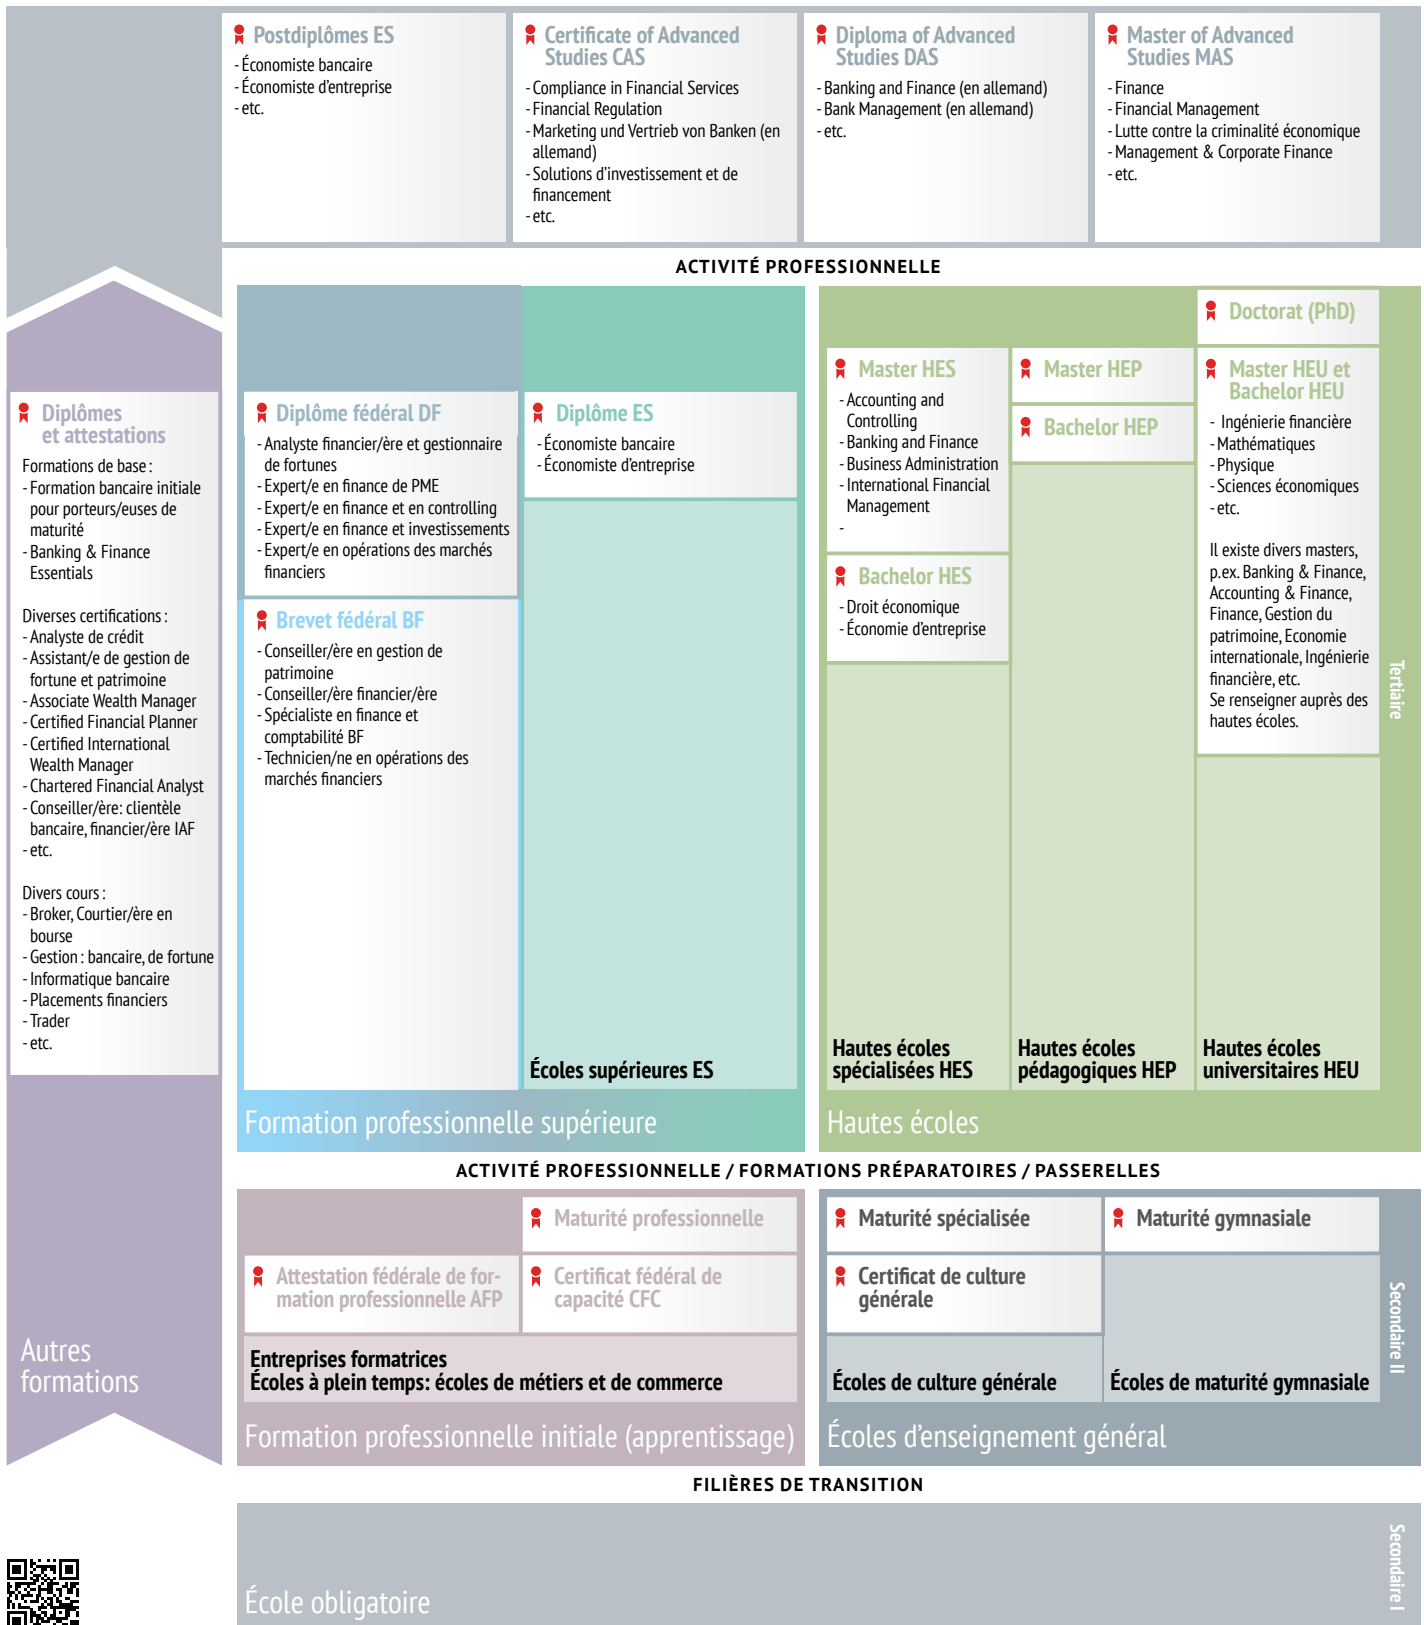 Postdiplômes ES
- Économiste bancaire
- Économiste d'entreprise
- etc.
Certificate of Advanced
Studies CAS
- Compliance in Financial Services
- Financial Regulation
- Marketing und Vertrieb von Banken (en
allemand)
- Solutions d'investissement et de
financement
- etc.
Diploma of Advanced
Studies DAS
- Banking and Finance (en allemand)
- Bank Management (en allemand)
- etc.
Master of Advanced
Studies MAS
- Finance
- Financial Management
- Lutte contre la criminalité économique
- Management & Corporate Finance
- etc.
ACTIVITÉ PROFESSIONNELLE
Diplômes
et attestations
Formations de base :
- Formation bancaire initiale
pour porteurs/euses de
maturité
- Banking & Finance
Essentials
Diverses certifications :
- Analyste de crédit
- Assistant/e de gestion de
fortune et patrimoine
- Associate Wealth Manager
- Certified Financial Planner
- Certified International
Wealth Manager
- Chartered Financial Analyst
- Conseiller/ère: clientèle
bancaire, financier/ère IAF
- etc.
Divers cours :
- Broker, Courtier/ère en
bourse
- Gestion : bancaire, de fortune
- Informatique bancaire
- Placements financiers
- Trader
- etc.
Autres
formations
Diplôme fédéral DF
- Analyste financier/ère et gestionnaire
de fortunes
- Expert/e en finance de PME
- Expert/e en finance et en controlling
- Expert/e en finance et investissements
- Expert/e en opérations des marchés
financiers
Brevet fédéral BF
- Conseiller/ère en gestion de
patrimoine
- Conseiller/ère financier/ère
- Spécialiste en finance et
comptabilité BF
- Technicien/ne en opérations des
marchés financiers
Diplôme ES
- Économiste bancaire
- Économiste d'entreprise
Écoles supérieures ES
Formation professionnelle supérieure
Master HES
- Accounting and
Controlling
- Banking and Finance
- Business Administration
- International Financial
Management
-
Bachelor HES
- Droit économique
- Économie d'entreprise
Hautes écoles
spécialisées HES
Master HEP
Bachelor HEP
Hautes écoles
pédagogiques HEP
Doctorat (PhD)
Master HEU et
Bachelor HEU
- Ingénierie financière
- Mathématiques
- Physique
- Sciences économiques
- etc.
Il existe divers masters,
p.ex. Banking & Finance,
Accounting & Finance,
Finance, Gestion du
patrimoine, Economie
internationale, Ingénierie
financière, etc.
Se renseigner auprès des
hautes écoles.
Hautes écoles
universitaires HEU
Hautes écoles
Tertiaire
ACTIVITÉ PROFESSIONNELLE / FORMATIONS PRÉPARATOIRES / PASSERELLES
Maturité professionnelle
Attestation fédérale de for-
mation professionnelle AFP
Certificat fédéral de
capacité CFC
Entreprises formatrices
Écoles à plein temps: écoles de métiers et de commerce
Formation professionnelle initiale (apprentissage)
Maturité spécialisée
Maturité gymnasiale
Certificat de culture
générale
Écoles de culture générale
Écoles de maturité gymnasiale
Écoles d'enseignement général
Secondaire II
FILIÈRES DE TRANSITION
École obligatoire
Secondaire I